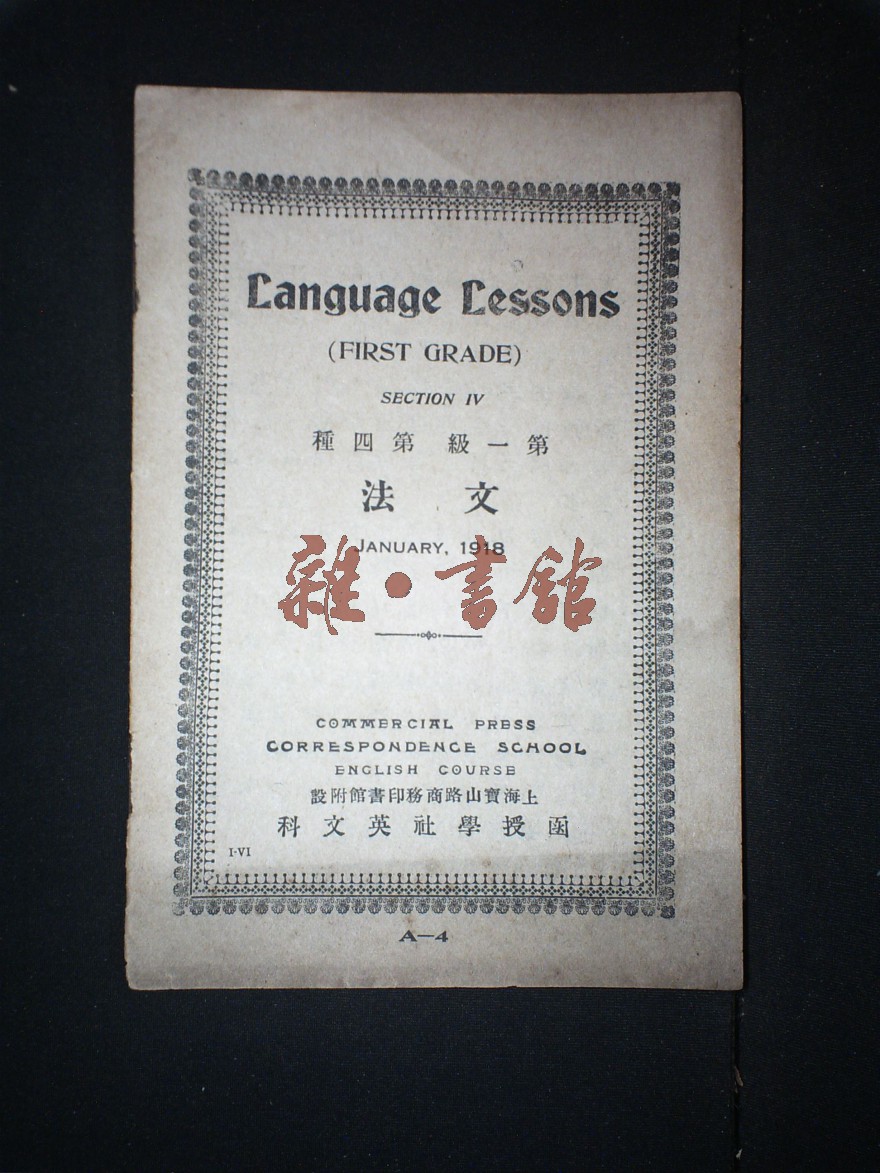 Language Lessons
(FIRST GRADE)
SECTION IV
第一級 第四種
文法
JANUARY, 1918
雜•書館
COMMERCIAL PRESS
CORRESPONDENCE SCHOOL
ENGLISH COURSE
上海寶山路商務印書館附設
函授學社英文科
I-VI
A—4